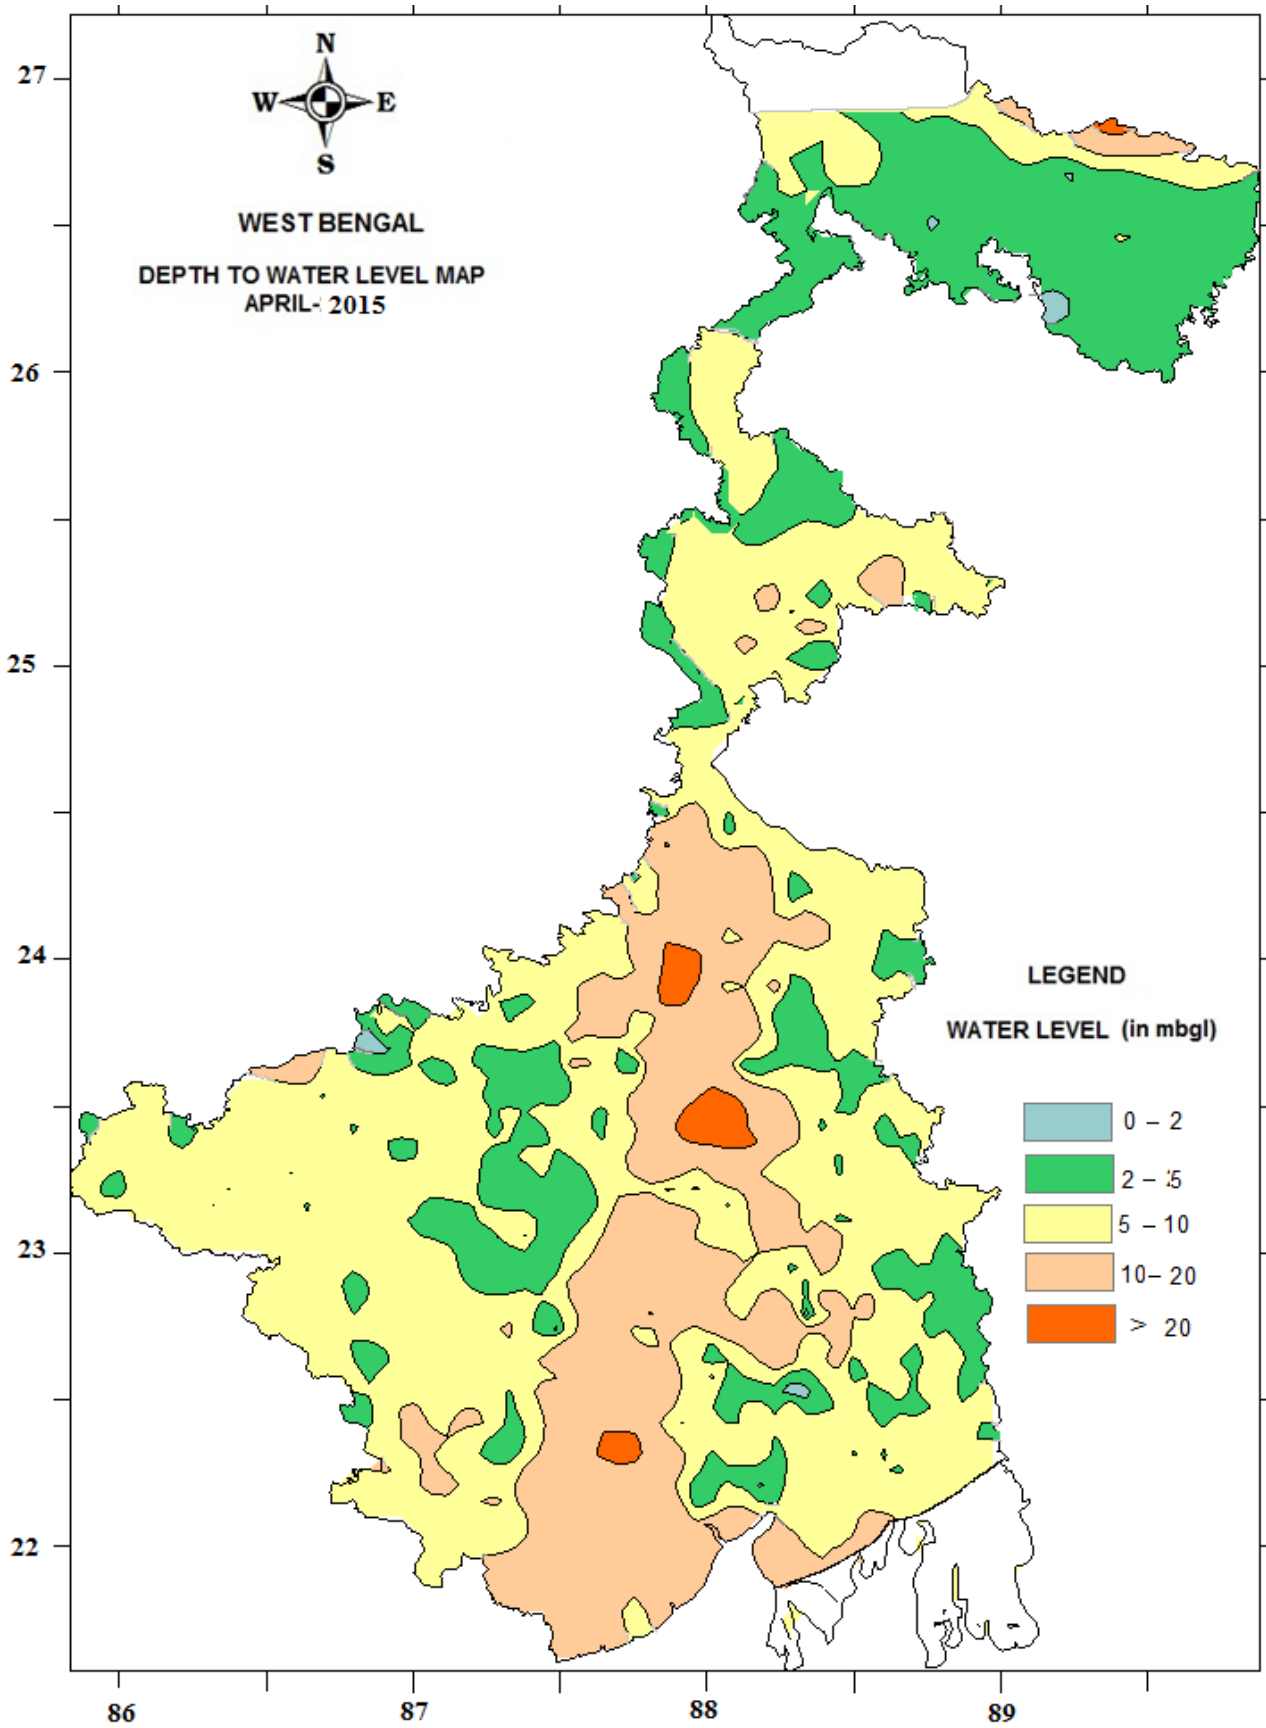 N
W E
S
WEST BENGAL
DEPTH TO WATER LEVEL MAP
APRIL- 2015
27
26
25
24
23
22
LEGEND
WATER LEVEL (in mbgl)
0 – 2
2 – 5
5 – 10
10 – 20
> 20
86 87 88 89